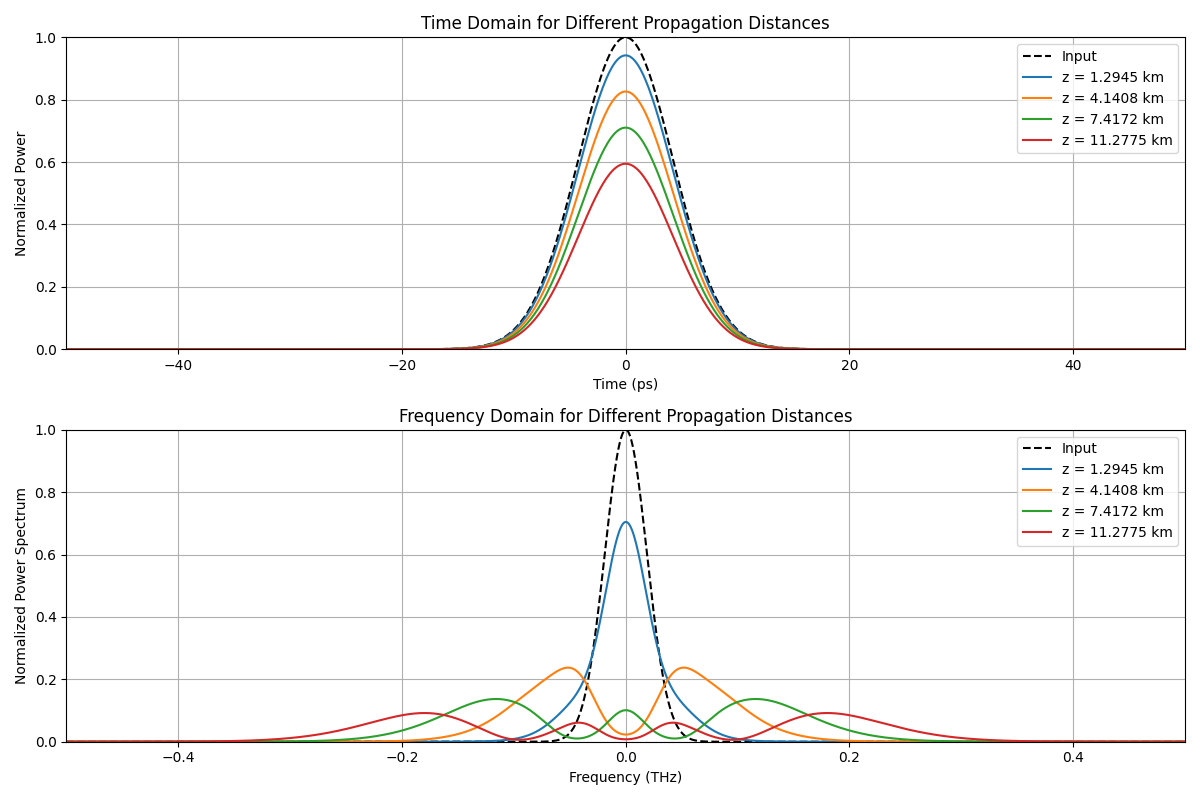 Time Domain for Different Propagation Distances
Normalized Power
1.0
0.8
0.6
0.4
0.2
0.0
Input
z = 1.2945 km
z = 4.1408 km
z = 7.4172 km
z = 11.2775 km
−40
−20
0
20
40
Time (ps)
Frequency Domain for Different Propagation Distances
Normalized Power Spectrum
1.0
0.8
0.6
0.4
0.2
0.0
Input
z = 1.2945 km
z = 4.1408 km
z = 7.4172 km
z = 11.2775 km
−0.4
−0.2
0.0
0.2
0.4
Frequency (THz)